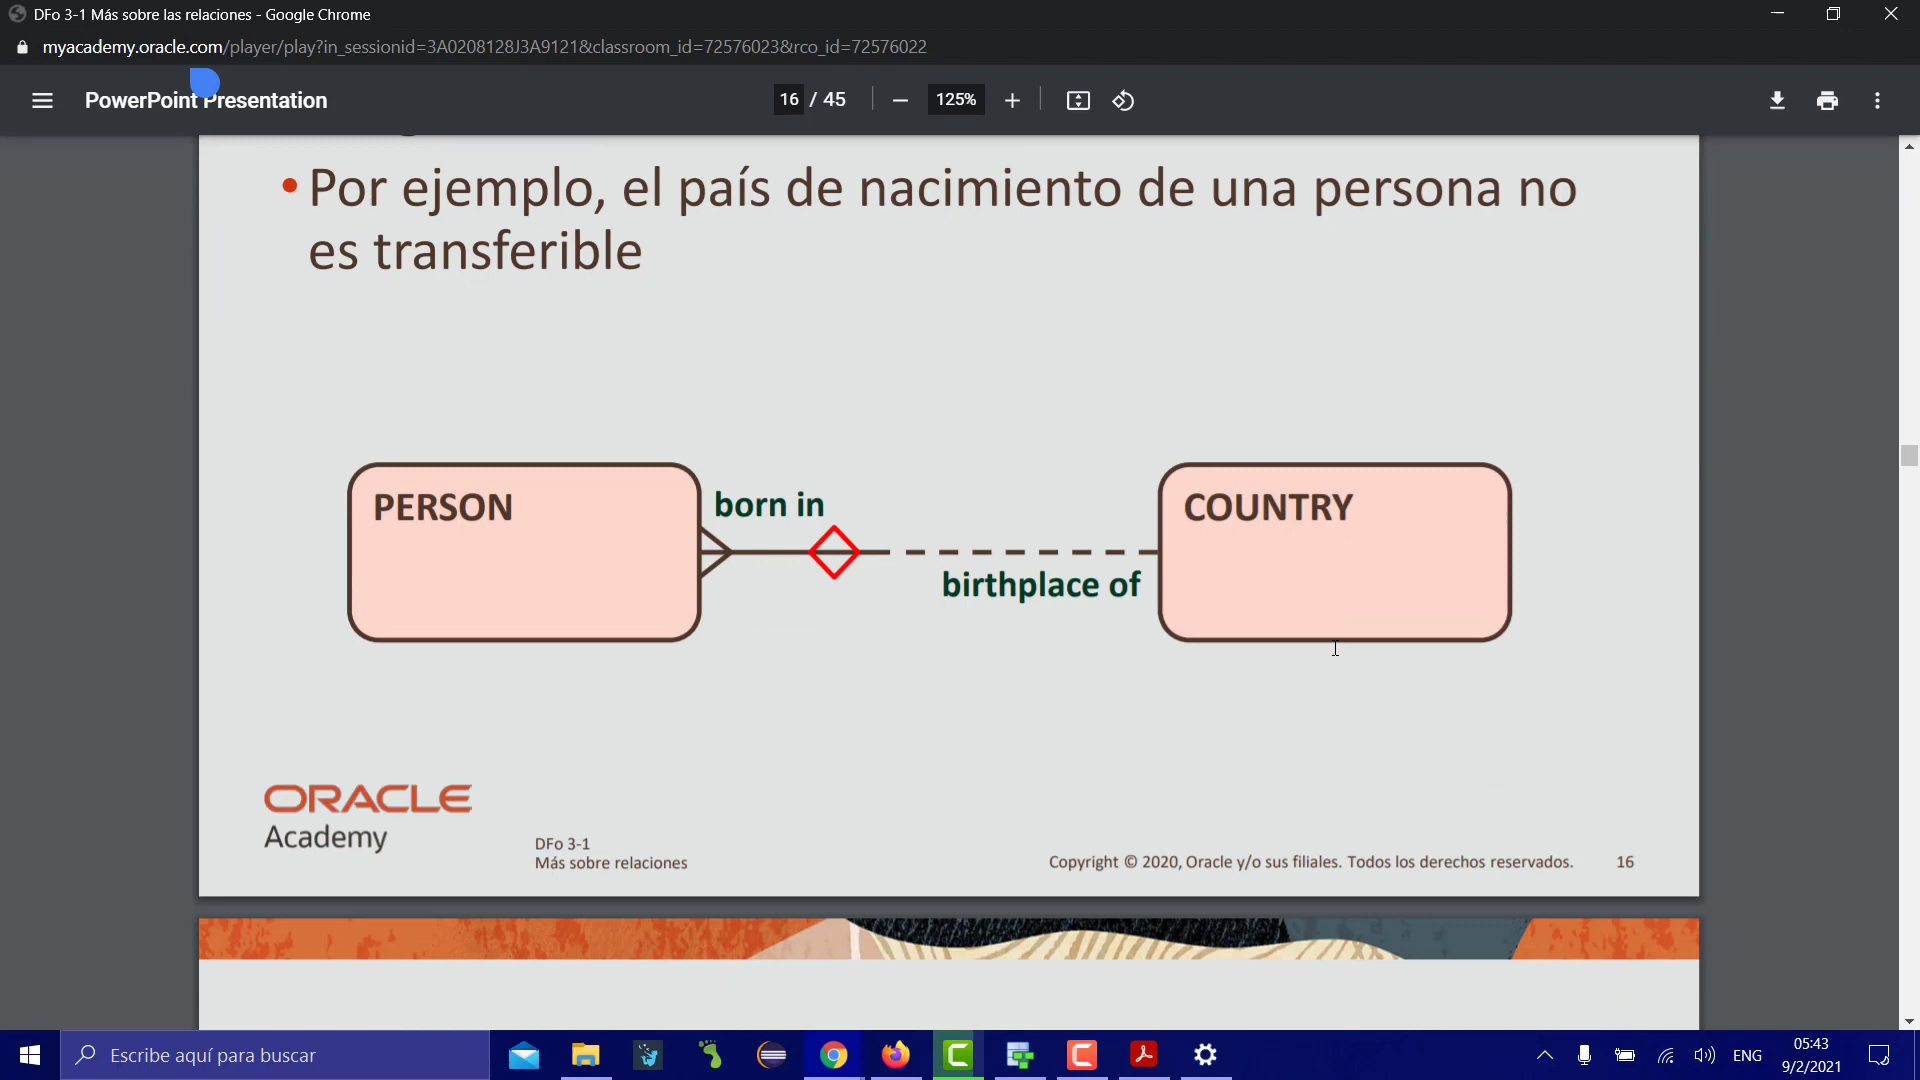 DFo 3-1 Más sobre las relaciones - Google Chrome
myacademy.oracle.com/player/play?in_sessionid=3A0208128J3A9121&classroom_id=72576023&rco_id=72576022
PowerPoint Presentation
16 / 45
125%
• Por ejemplo, el país de nacimiento de una persona no
es transferible
PERSON
born in
birthplace of
COUNTRY
ORACLE
Academy
DFo 3-1
Más sobre relaciones
Copyright © 2020, Oracle y/o sus filiales. Todos los derechos reservados.
16
Escribe aquí para buscar
ENG
05:43
9/2/2021